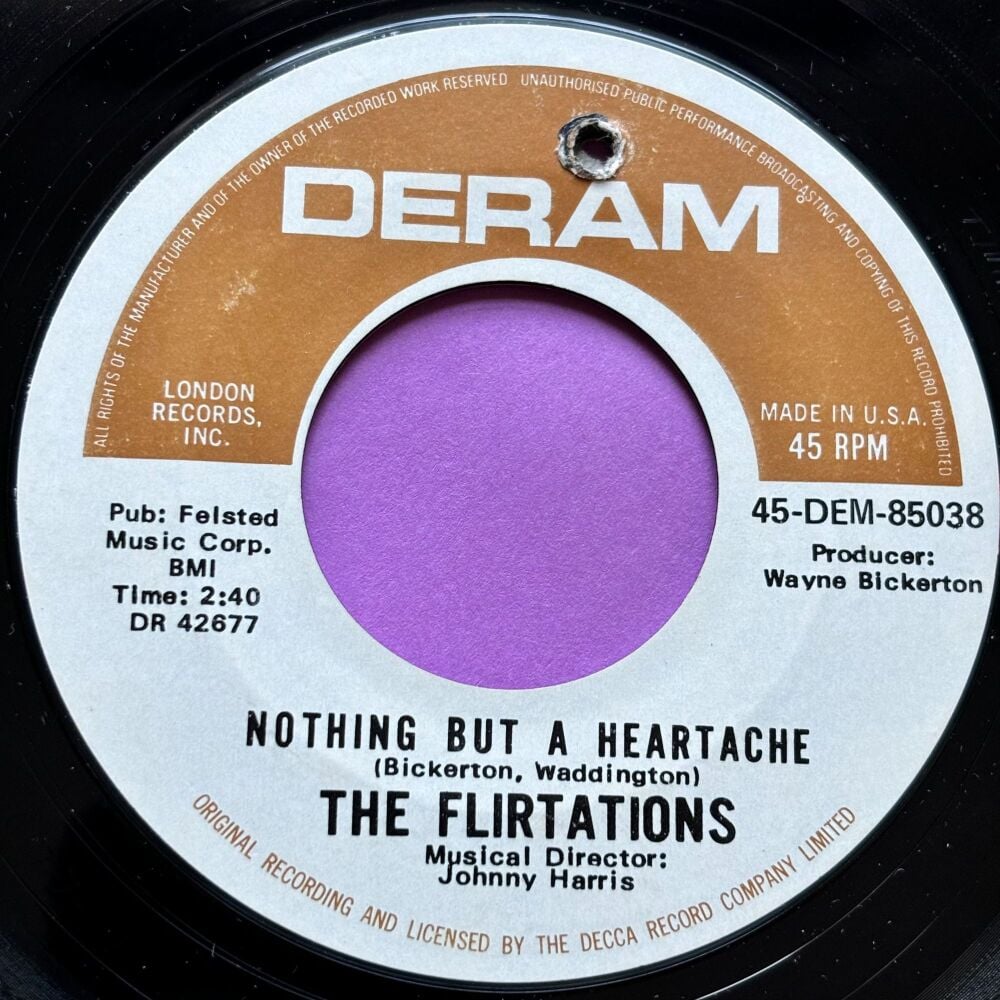 ALL RIGHTS OF THE MANUFACTURER AND OF THE OWNER OF THE RECORDED WORK RESERVED UNAUTHORISED PUBLIC PERFORMANCE BROADCASTING AND COPYING OF THIS RECORD PROHIBITED
DERAM
LONDON
RECORDS,
INC.
MADE IN U.S.A.
45 RPM
Pub: Felsted
Music Corp.
BMI
Time: 2:40
DR 42677
45-DEM-85038
Producer:
Wayne Bickerton
NOTHING BUT A HEARTACHE
(Bickerton, Waddington)
THE FLIRTATIONS
Musical Director:
Johnny Harris
ORIGINAL RECORDING AND LICENSED BY THE DECCA RECORD COMPANY LIMITED